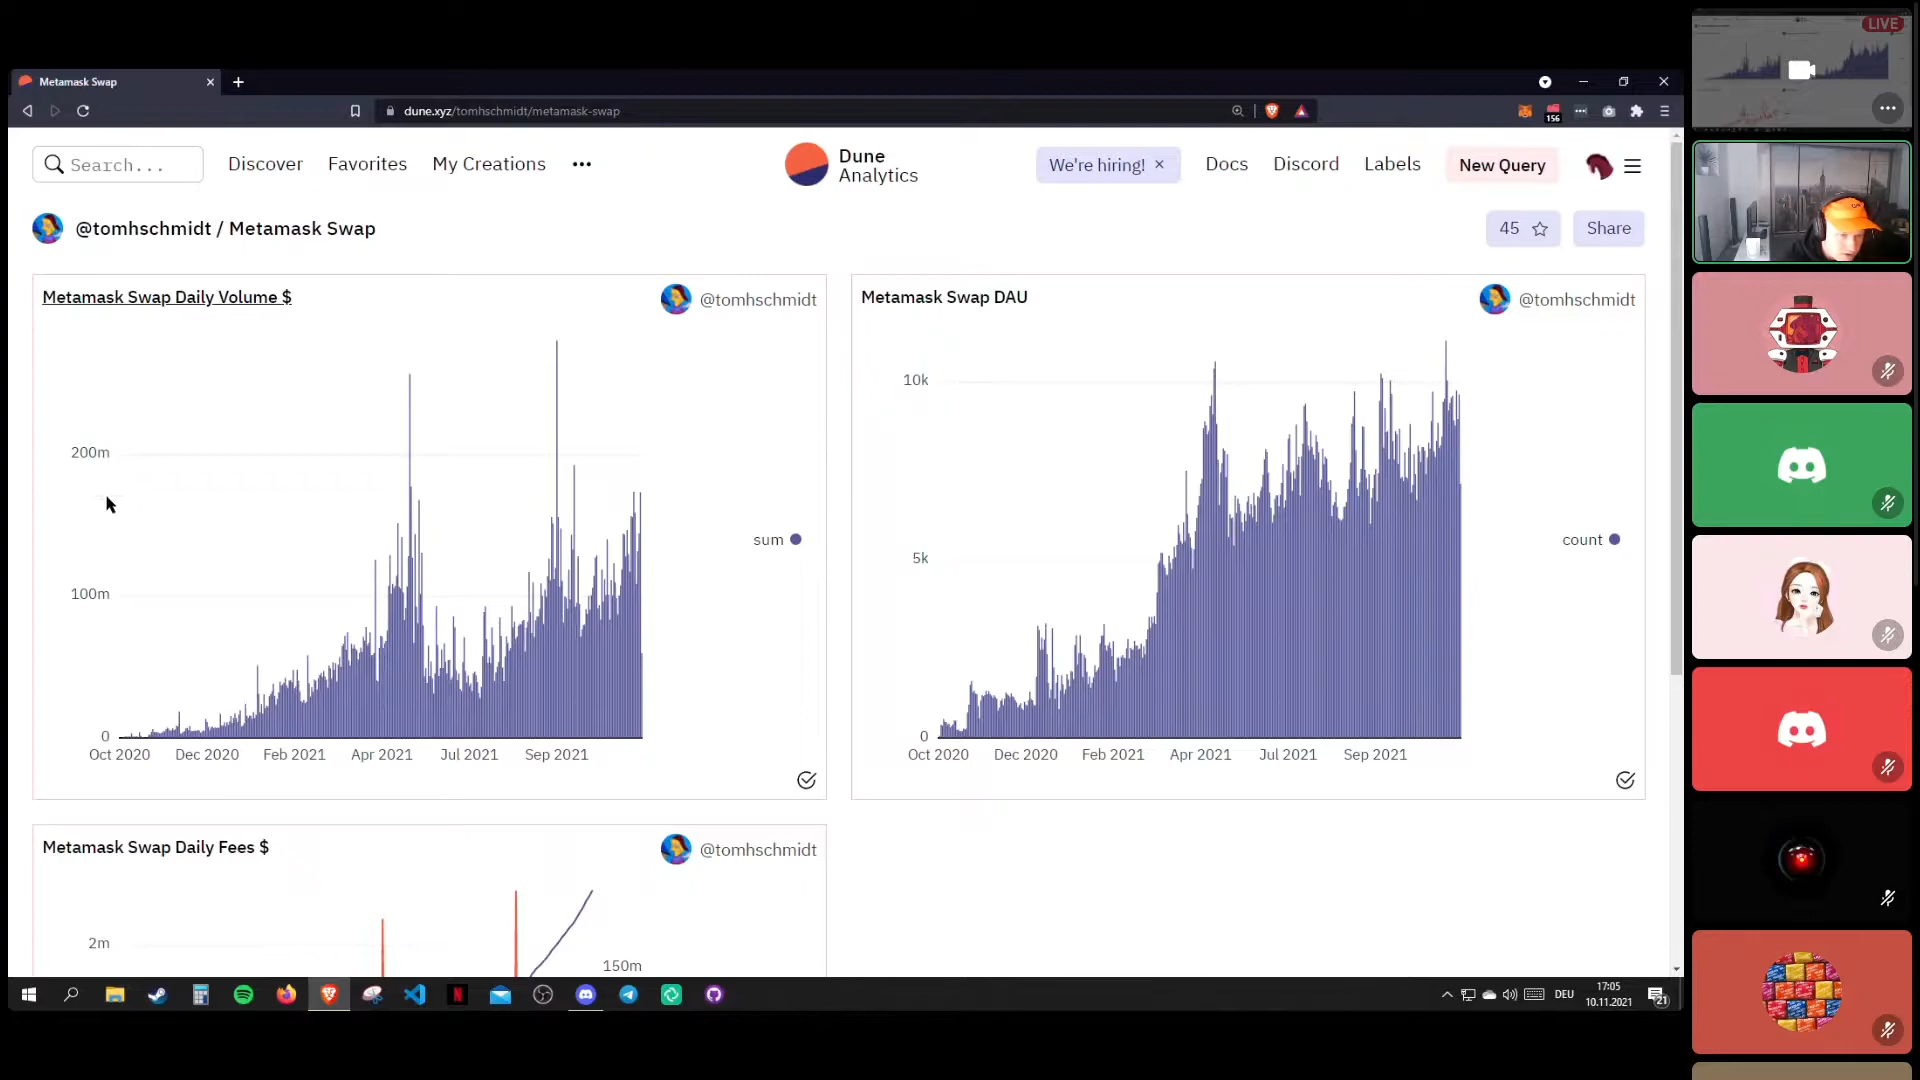 LIVE
Metamask Swap
dune.xyz/tomhschmidt/metamask-swap
156
Search...
Discover
Favorites
My Creations
Dune
Analytics
We're hiring!
Docs
Discord
Labels
New Query
@tomhschmidt / Metamask Swap
45
Share
Metamask Swap Daily Volume $
@tomhschmidt
200m
100m
0
sum
Oct 2020
Dec 2020
Feb 2021
Apr 2021
Jul 2021
Sep 2021
Metamask Swap DAU
@tomhschmidt
10k
5k
0
count
Oct 2020
Dec 2020
Feb 2021
Apr 2021
Jul 2021
Sep 2021
Metamask Swap Daily Fees $
@tomhschmidt
2m
150m
DEU
17:05
10.11.2021
21